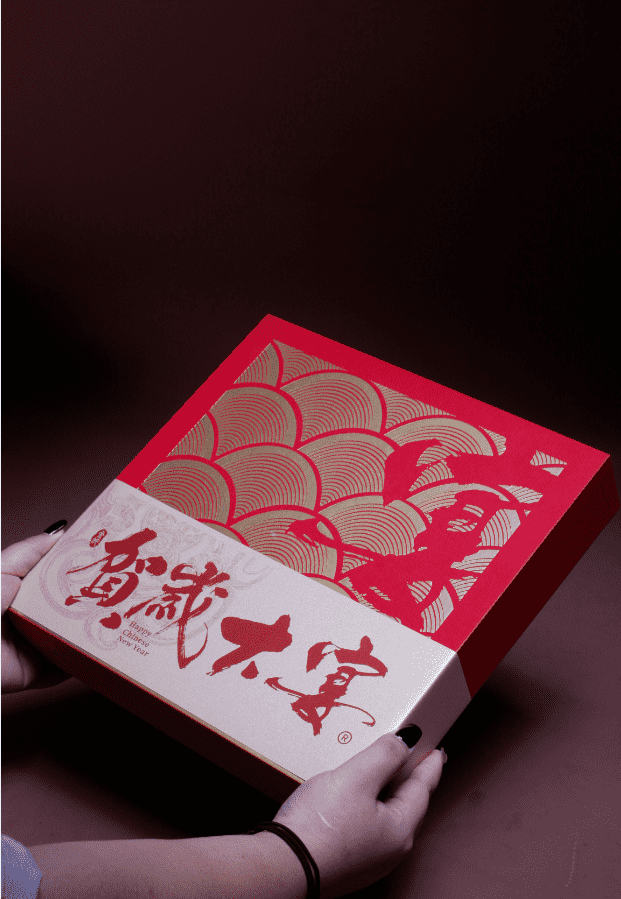 賀歲大宴
Happy
Chinese
New Year
®